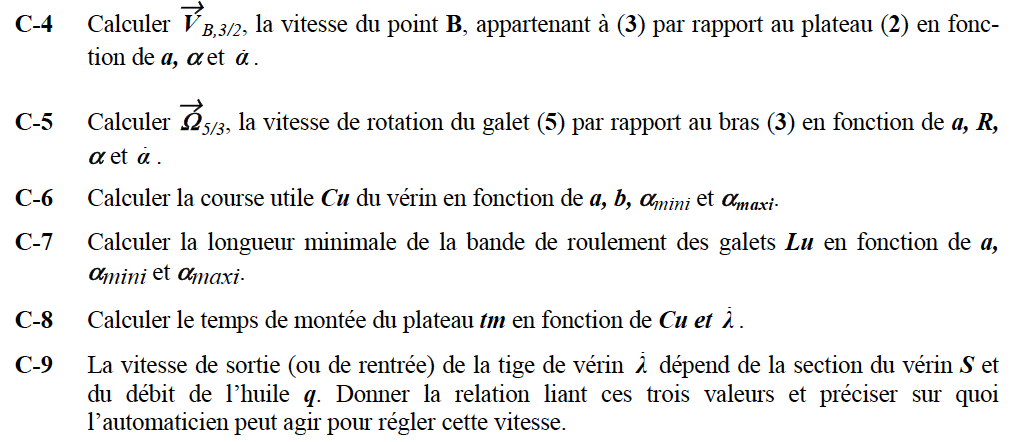 C-4 Calculer V⃗ B,3/2, la vitesse du point B, appartenant à (3) par rapport au plateau (2) en fonc-
tion de a, α et α̇ .
C-5 Calculer Ω⃗ 5/3, la vitesse de rotation du galet (5) par rapport au bras (3) en fonction de a, R,
α et α̇ .
C-6 Calculer la course utile Cu du vérin en fonction de a, b, αmini et αmaxi.
C-7 Calculer la longueur minimale de la bande de roulement des galets Lu en fonction de a,
αmini et αmaxi.
C-8 Calculer le temps de montée du plateau tm en fonction de Cu et λ̇ .
C-9 La vitesse de sortie (ou de rentrée) de la tige de vérin λ̇ dépend de la section du vérin S et
du débit de l’huile q. Donner la relation liant ces trois valeurs et préciser sur quoi
l’automaticien peut agir pour régler cette vitesse.